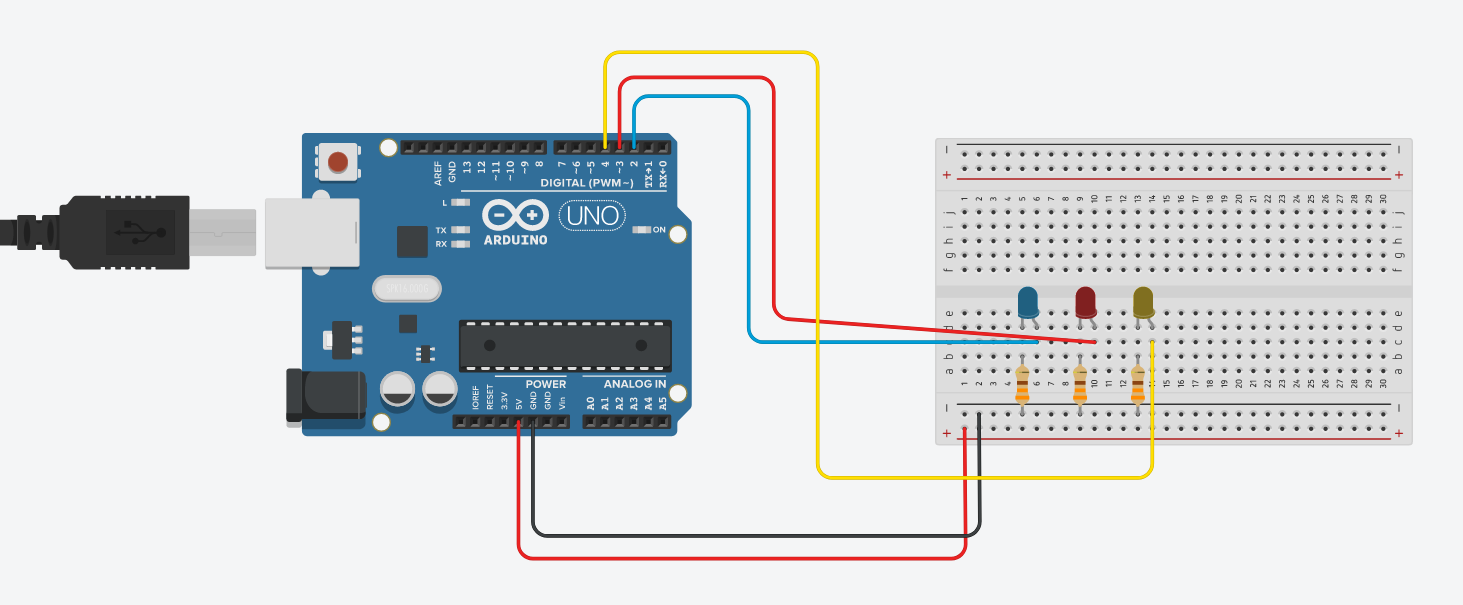 AREF
GND
13
12
~11
~10
~9
8
7
~6
~5
4
~3
2
TX→1
RX←0
DIGITAL (PWM~)
L
TX
RX
ARDUINO
UNO
ON
POWER
ANALOG IN
IOREF
RESET
3.3V
5V
GND
GND
Vin
A0
A1
A2
A3
A4
A5
− −
+ +
1 2 3 4 5 6 7 8 9 10 11 12 13 14 15 16 17 18 19 20 21 22 23 24 25 26 27 28 29 30
j j
i i
h h
g g
f f
e e
d d
c c
b b
a a
1 2 3 4 5 6 7 8 9 10 12 13 15 16 17 18 19 20 21 22 23 24 25 26 27 28 29 30
− −
+ +